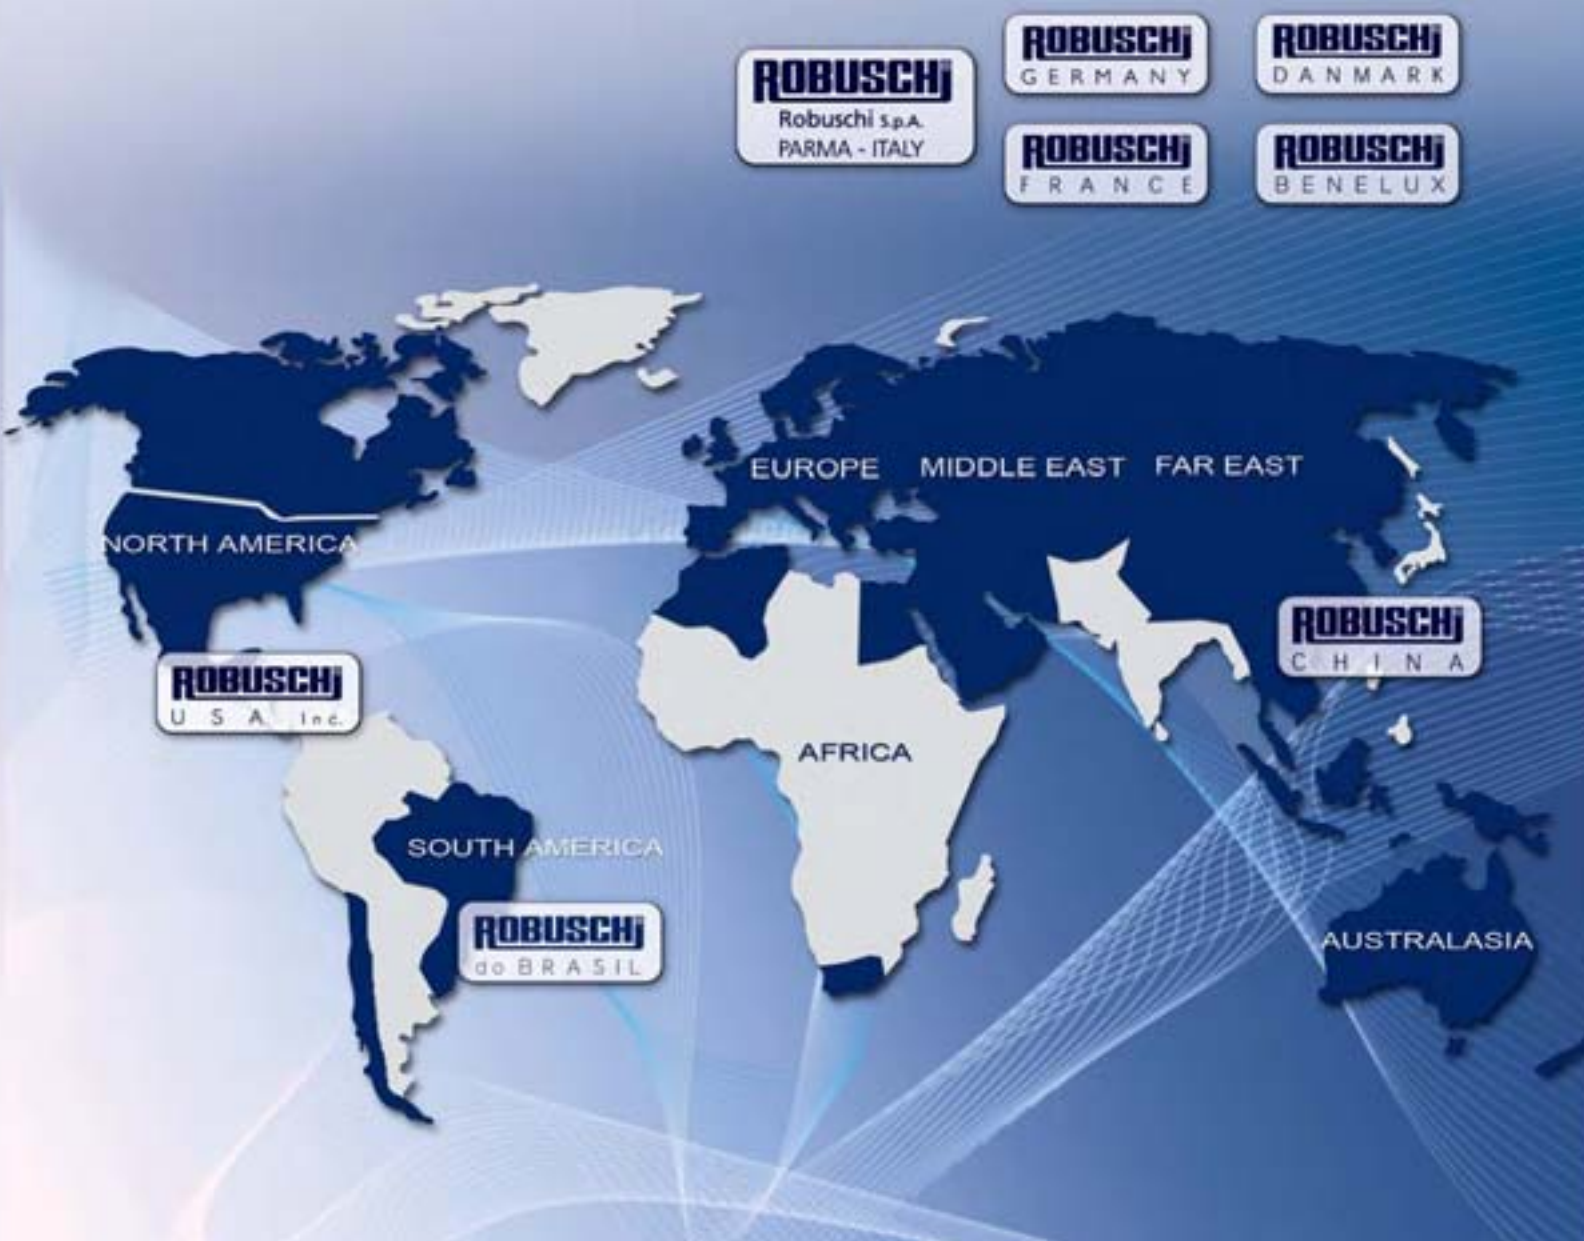 ROBUSCHi
GERMANY
ROBUSCHi
DANMARK
ROBUSCHi
Robuschi S.p.A.
PARMA - ITALY
ROBUSCHi
FRANCE
ROBUSCHi
BENELUX
EUROPE
MIDDLE EAST
FAR EAST
NORTH AMERICA
ROBUSCHi
CHINA
ROBUSCHi
USA Inc.
AFRICA
SOUTH AMERICA
ROBUSCHi
do BRASIL
AUSTRALASIA